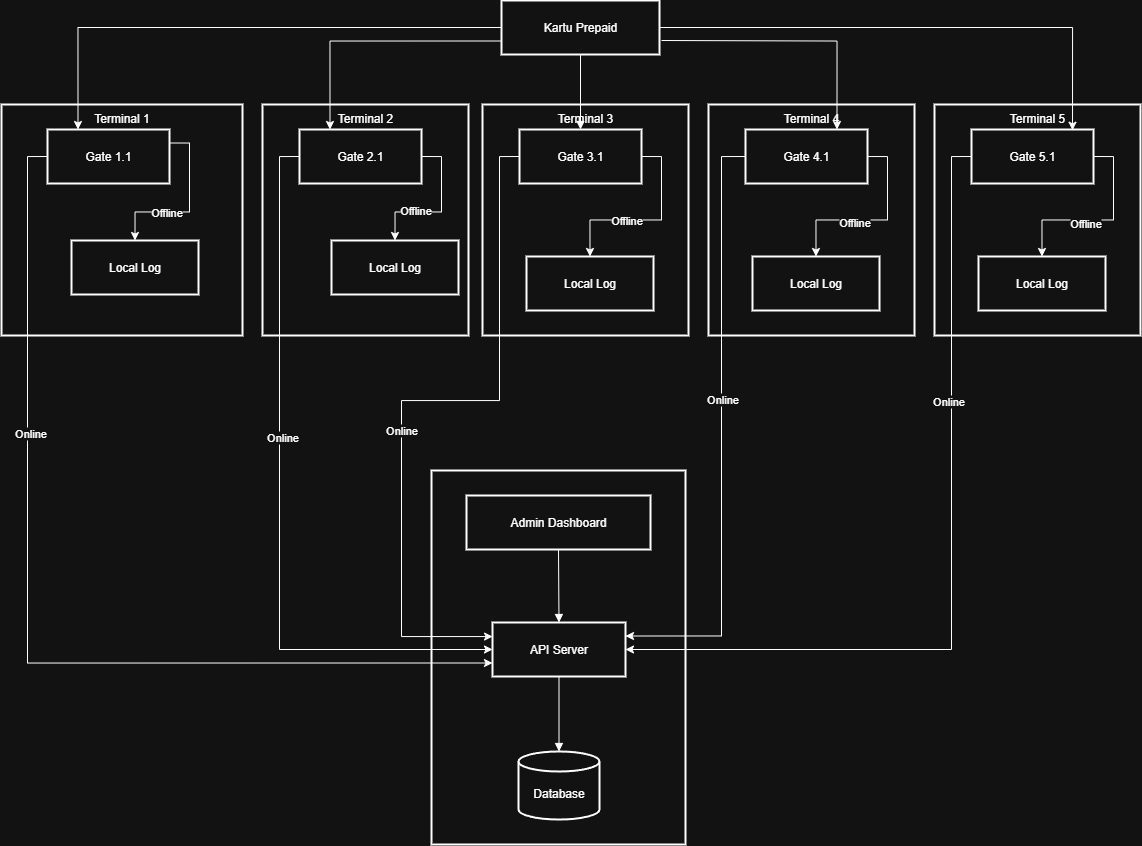 Kartu Prepaid
Terminal 1
Terminal 2
Terminal 3
Terminal 4
Terminal 5
Gate 1.1
Gate 2.1
Gate 3.1
Gate 4.1
Gate 5.1
Offline
Offline
Offline
Offline
Offline
Local Log
Local Log
Local Log
Local Log
Local Log
Online
Online
Online
Online
Online
Admin Dashboard
API Server
Database